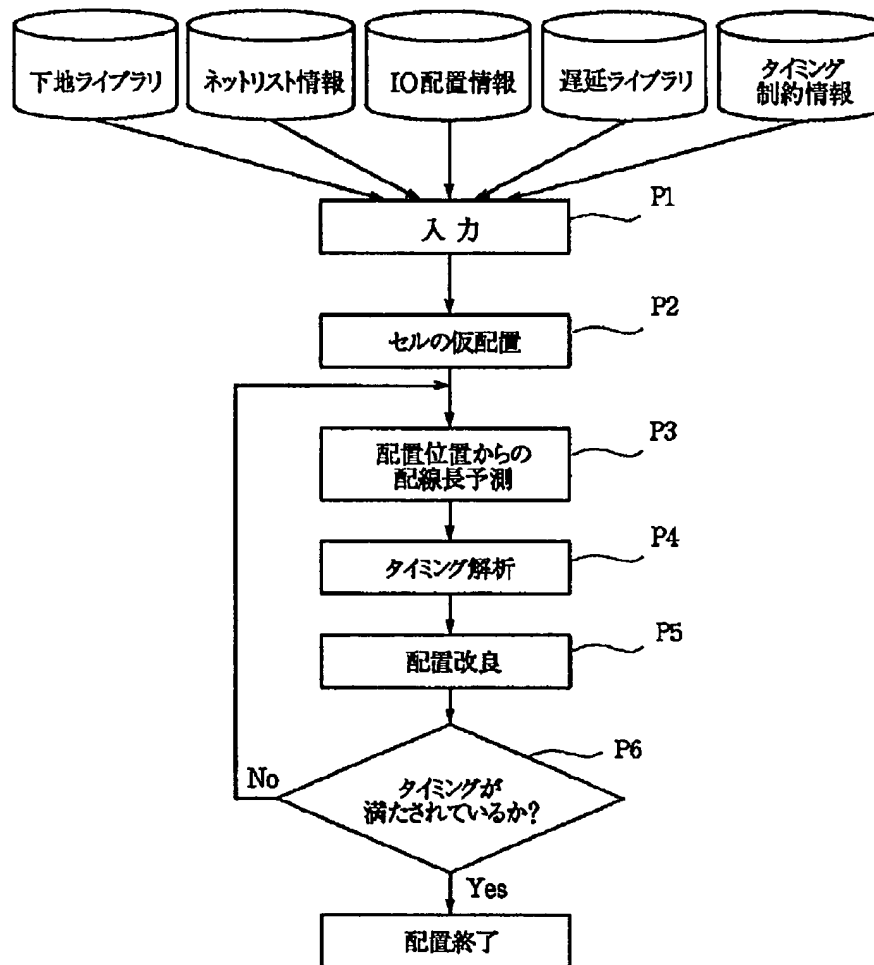 下地ライブラリ
ネットリスト情報
IO配置情報
遅延ライブラリ
タイミング
制約情報
入力
P1
セルの仮配置
P2
配置位置からの
配線長予測
P3
タイミング解析
P4
配置改良
P5
タイミングが
満たされているか?
P6
No
Yes
配置終了